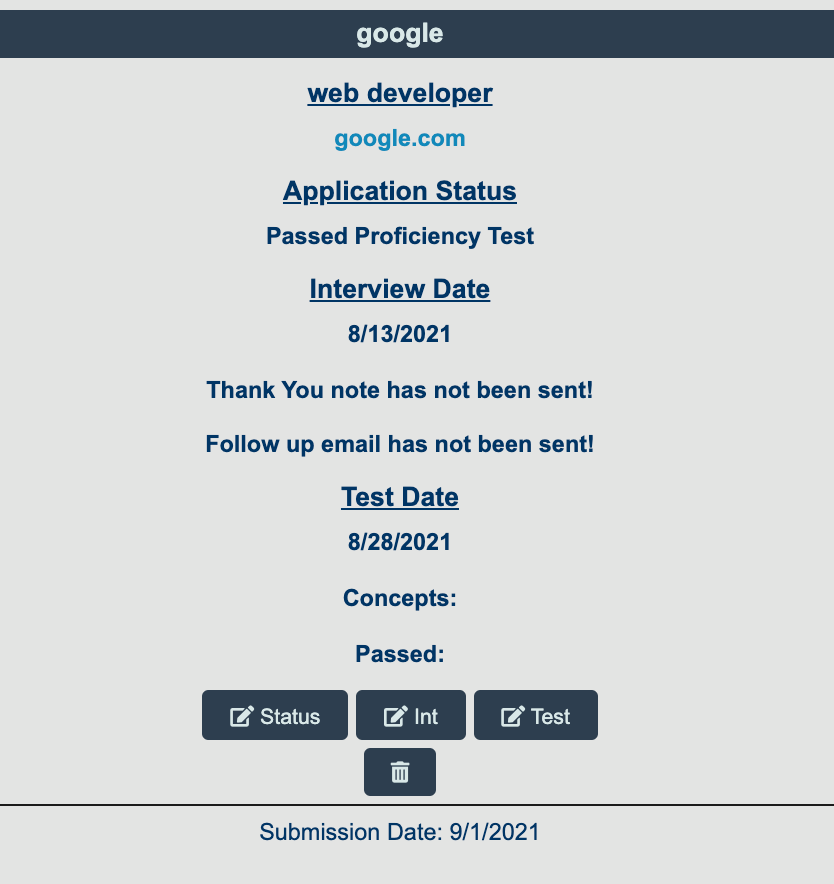 google
web developer
google.com
Application Status
Passed Proficiency Test
Interview Date
8/13/2021
Thank You note has not been sent!
Follow up email has not been sent!
Test Date
8/28/2021
Concepts:
Passed:
Status Int Test
Submission Date: 9/1/2021